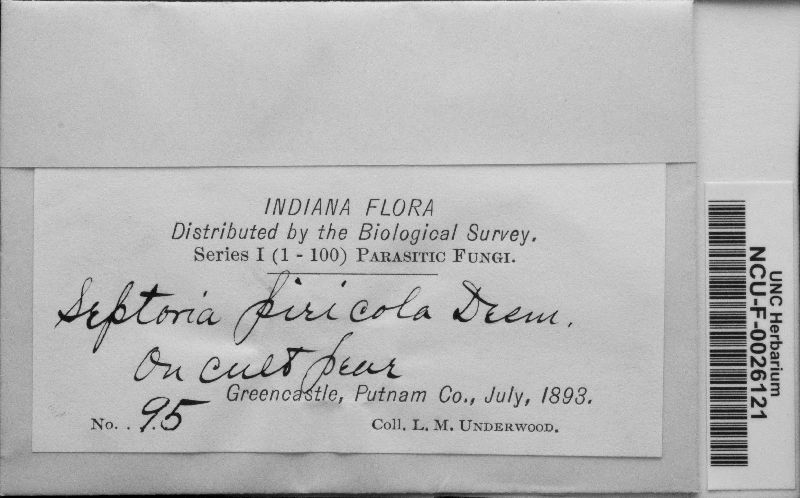 INDIANA FLORA
Distributed by the Biological Survey.
Series I (1 - 100) PARASITIC FUNGI.
Septoria piricola Desm.
On cult pear
Greencastle, Putnam Co., July, 1893.
No. . 95
Coll. L. M. UNDERWOOD.
UNC Herbarium
NCU-F-0026121